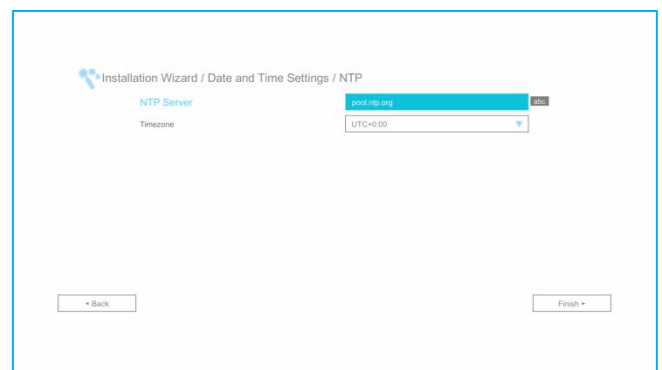 Installation Wizard / Date and Time Settings / NTP
NTP Server pool.ntp.org abc
Timezone UTC+0:00
Back Finish